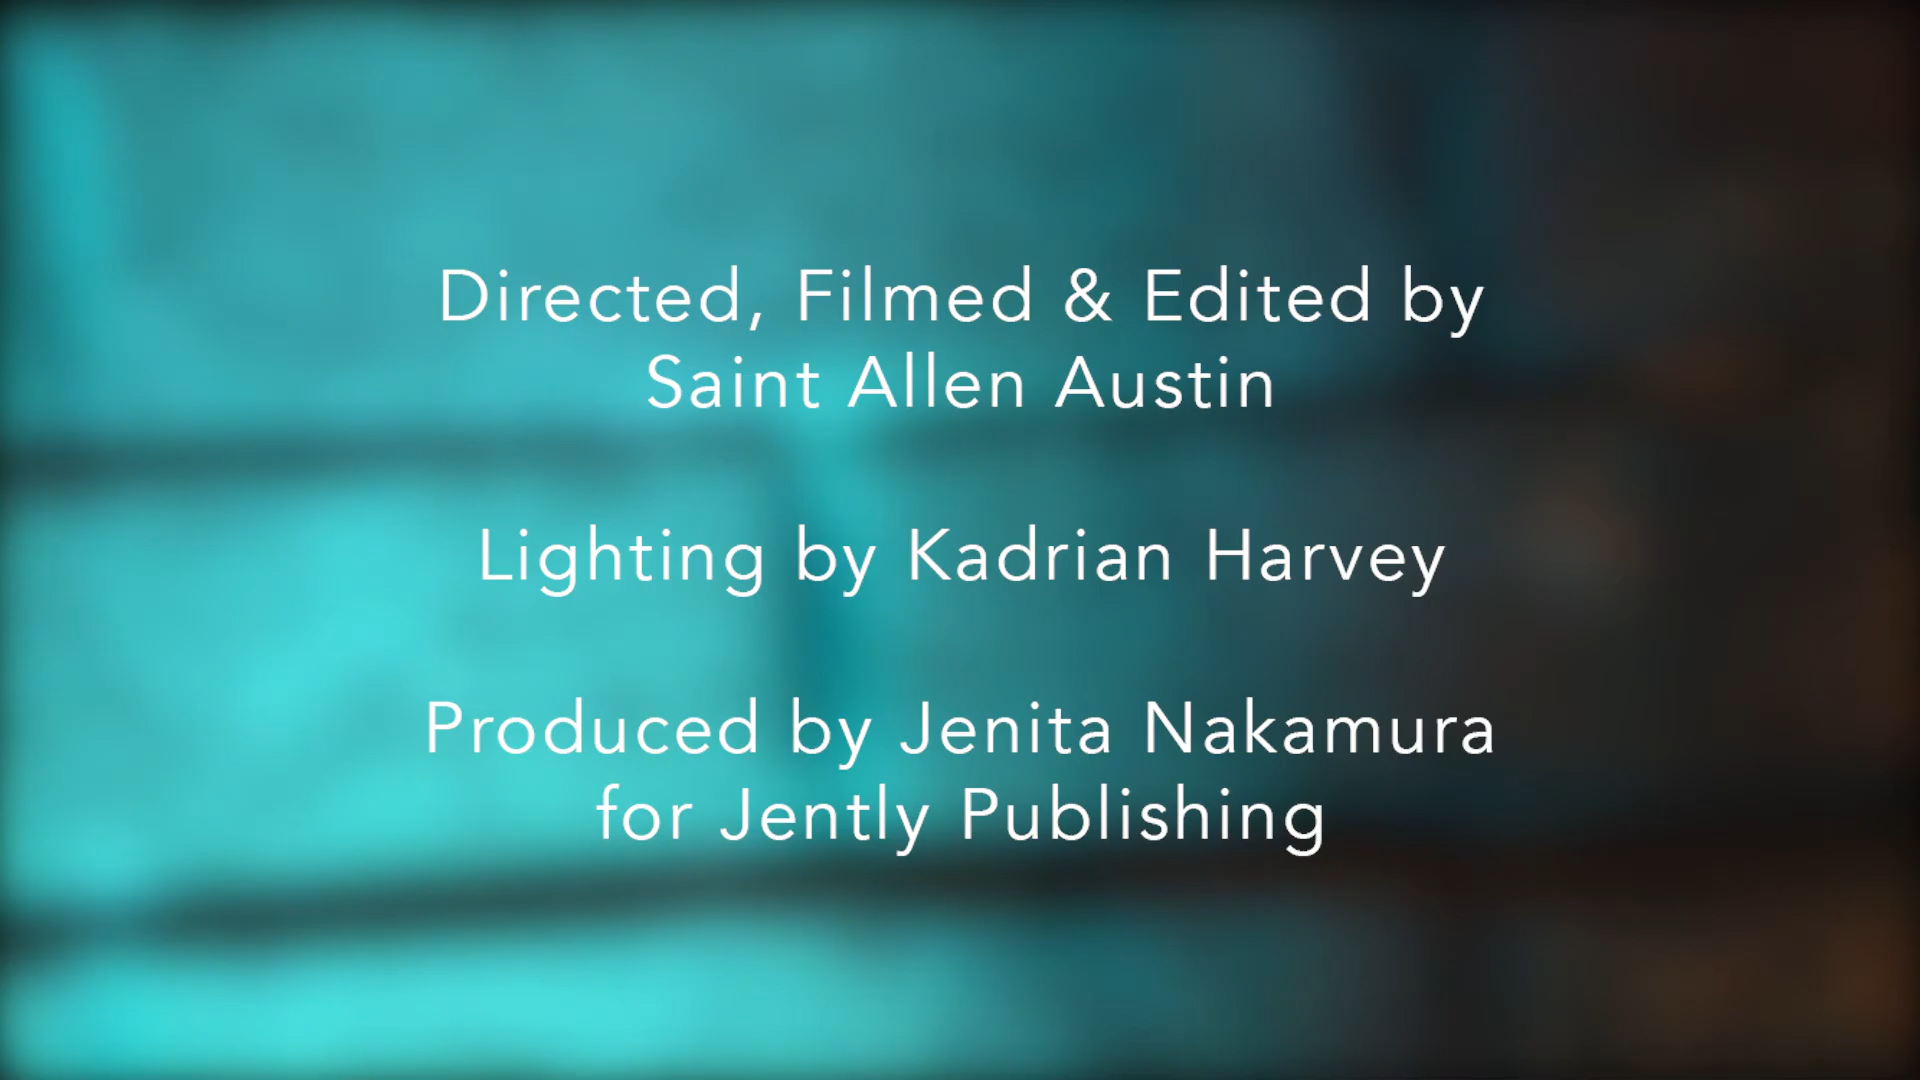 Directed, Filmed & Edited by
Saint Allen Austin
Lighting by Kadrian Harvey
Produced by Jenita Nakamura
for Jently Publishing